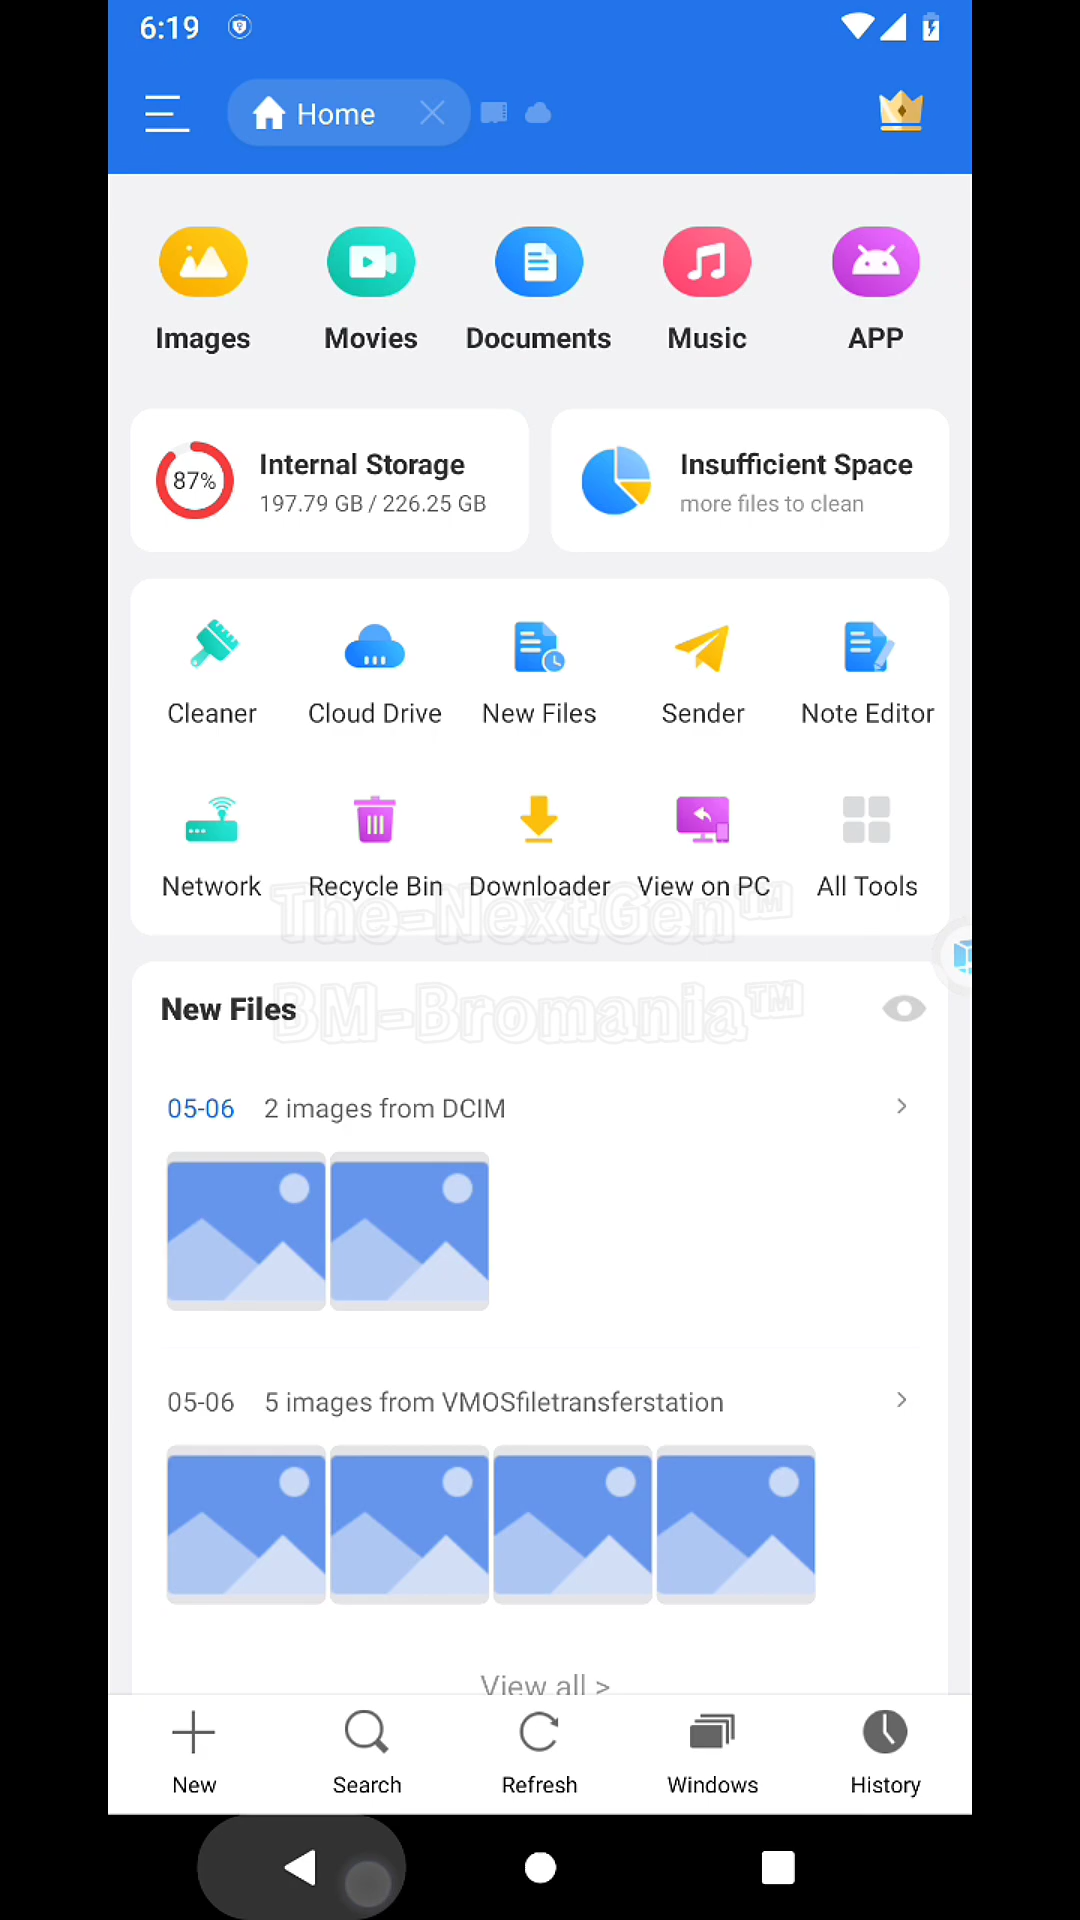 6:19
Home
Images Movies Documents Music APP
87%
Internal Storage
197.79 GB / 226.25 GB
Insufficient Space
more files to clean
Cleaner Cloud Drive New Files Sender Note Editor
Network Recycle Bin Downloader View on PC All Tools
The-NextGen™
New Files
BM-Bromania™
05-06 2 images from DCIM
05-06 5 images from VMOSfiletransferstation
View all >
New Search Refresh Windows History